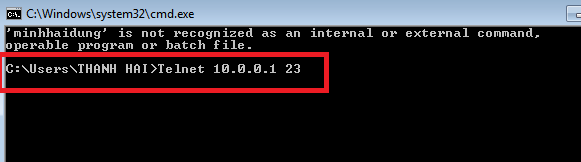 C:\Windows\system32\cmd.exe
'minhhaidung' is not recognized as an internal or external command,
operable program or batch file.
C:\Users\THANH HAI>Telnet 10.0.0.1 23